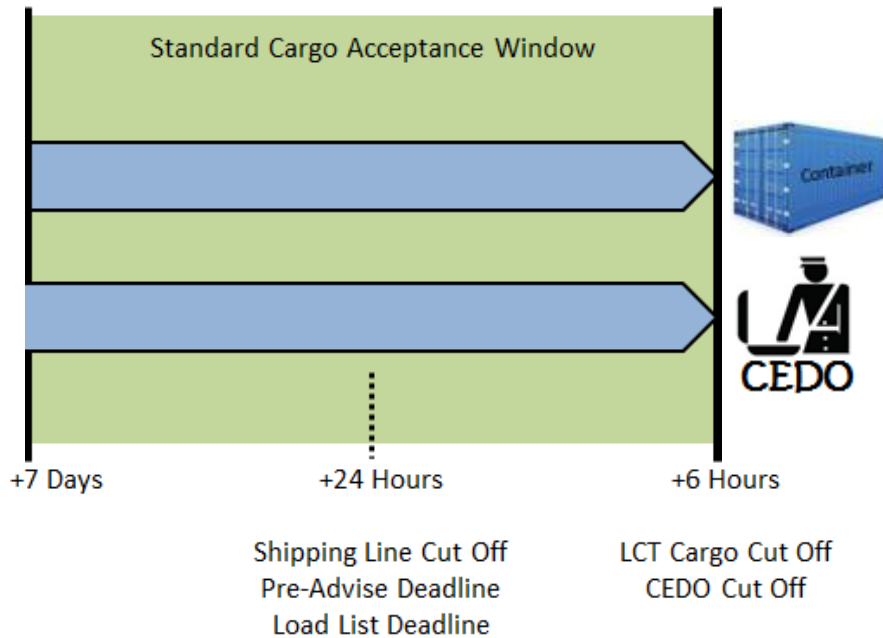 Standard Cargo Acceptance Window
Container
CEDO
+7 Days
+24 Hours
+6 Hours
Shipping Line Cut Off
Pre-Advise Deadline
Load List Deadline
LCT Cargo Cut Off
CEDO Cut Off